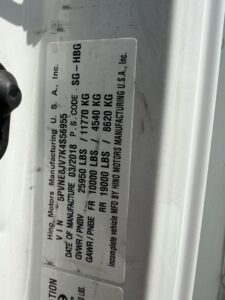 Hino Motors Manufacturing U. S. A., Inc.
V I N : 5PVNE8JV7K4S56955
DATE OF MANUFACTURE 03/2018 P. S. CODE SG-HBG
GVWR/PNBV 25950 LBS / 11770 KG
GAWR/PNBE FR 10000 LBS / 4540 KG
RR 19000 LBS / 8620 KG
Incomplete vehicle MFG BY HINO MOTORS MANUFACTURING U.S.A., INC.